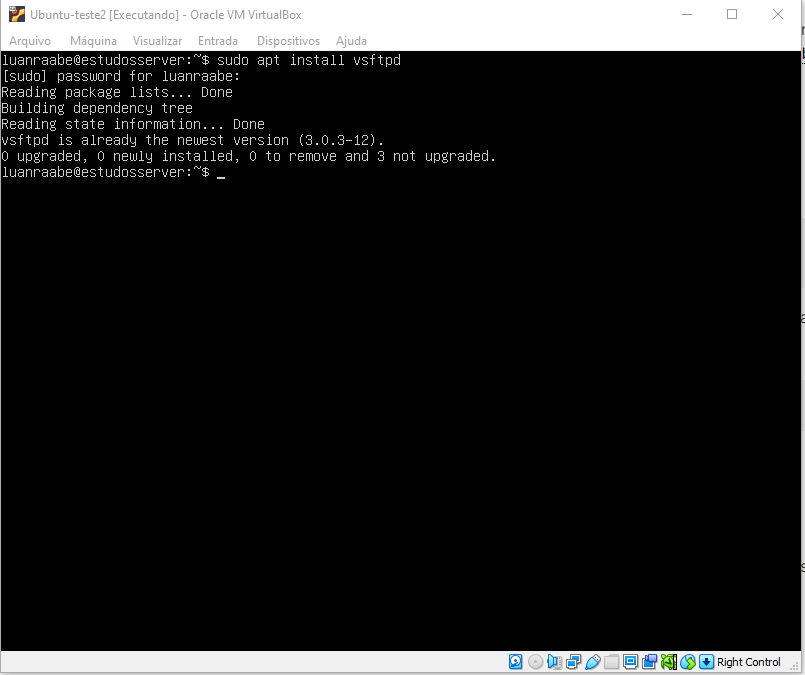 Ubuntu-teste2 [Executando] - Oracle VM VirtualBox
Arquivo Máquina Visualizar Entrada Dispositivos Ajuda
luanraabe@estudosserver:~$ sudo apt install vsftpd
[sudo] password for luanraabe:
Reading package lists... Done
Building dependency tree
Reading state information... Done
vsftpd is already the newest version (3.0.3-12).
0 upgraded, 0 newly installed, 0 to remove and 3 not upgraded.
luanraabe@estudosserver:~$ _
Right Control